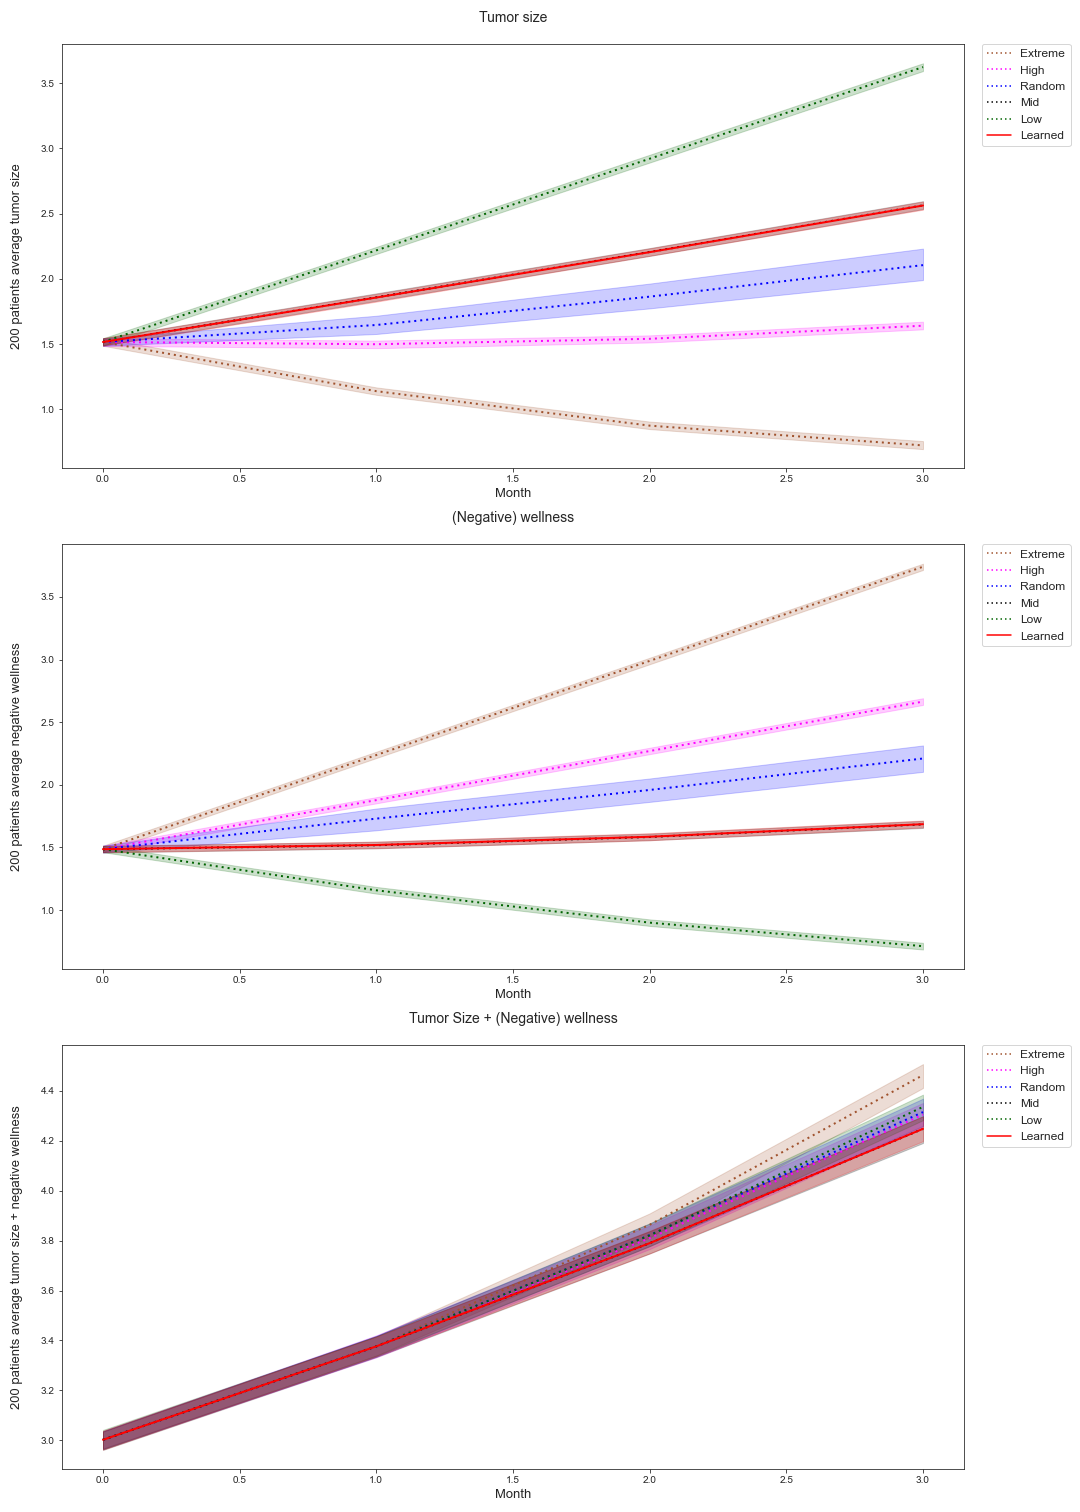 Tumor size
200 patients average tumor size
3.5
3.0
2.5
2.0
1.5
1.0
0.0 0.5 1.0 1.5 2.0 2.5 3.0
Month
Extreme
High
Random
Mid
Low
Learned
(Negative) wellness
200 patients average negative wellness
3.5
3.0
2.5
2.0
1.5
1.0
0.0 0.5 1.0 1.5 2.0 2.5 3.0
Month
Extreme
High
Random
Mid
Low
Learned
Tumor Size + (Negative) wellness
200 patients average tumor size + negative wellness
4.4
4.2
4.0
3.8
3.6
3.4
3.2
3.0
0.0 0.5 1.0 1.5 2.0 2.5 3.0
Month
Extreme
High
Random
Mid
Low
Learned